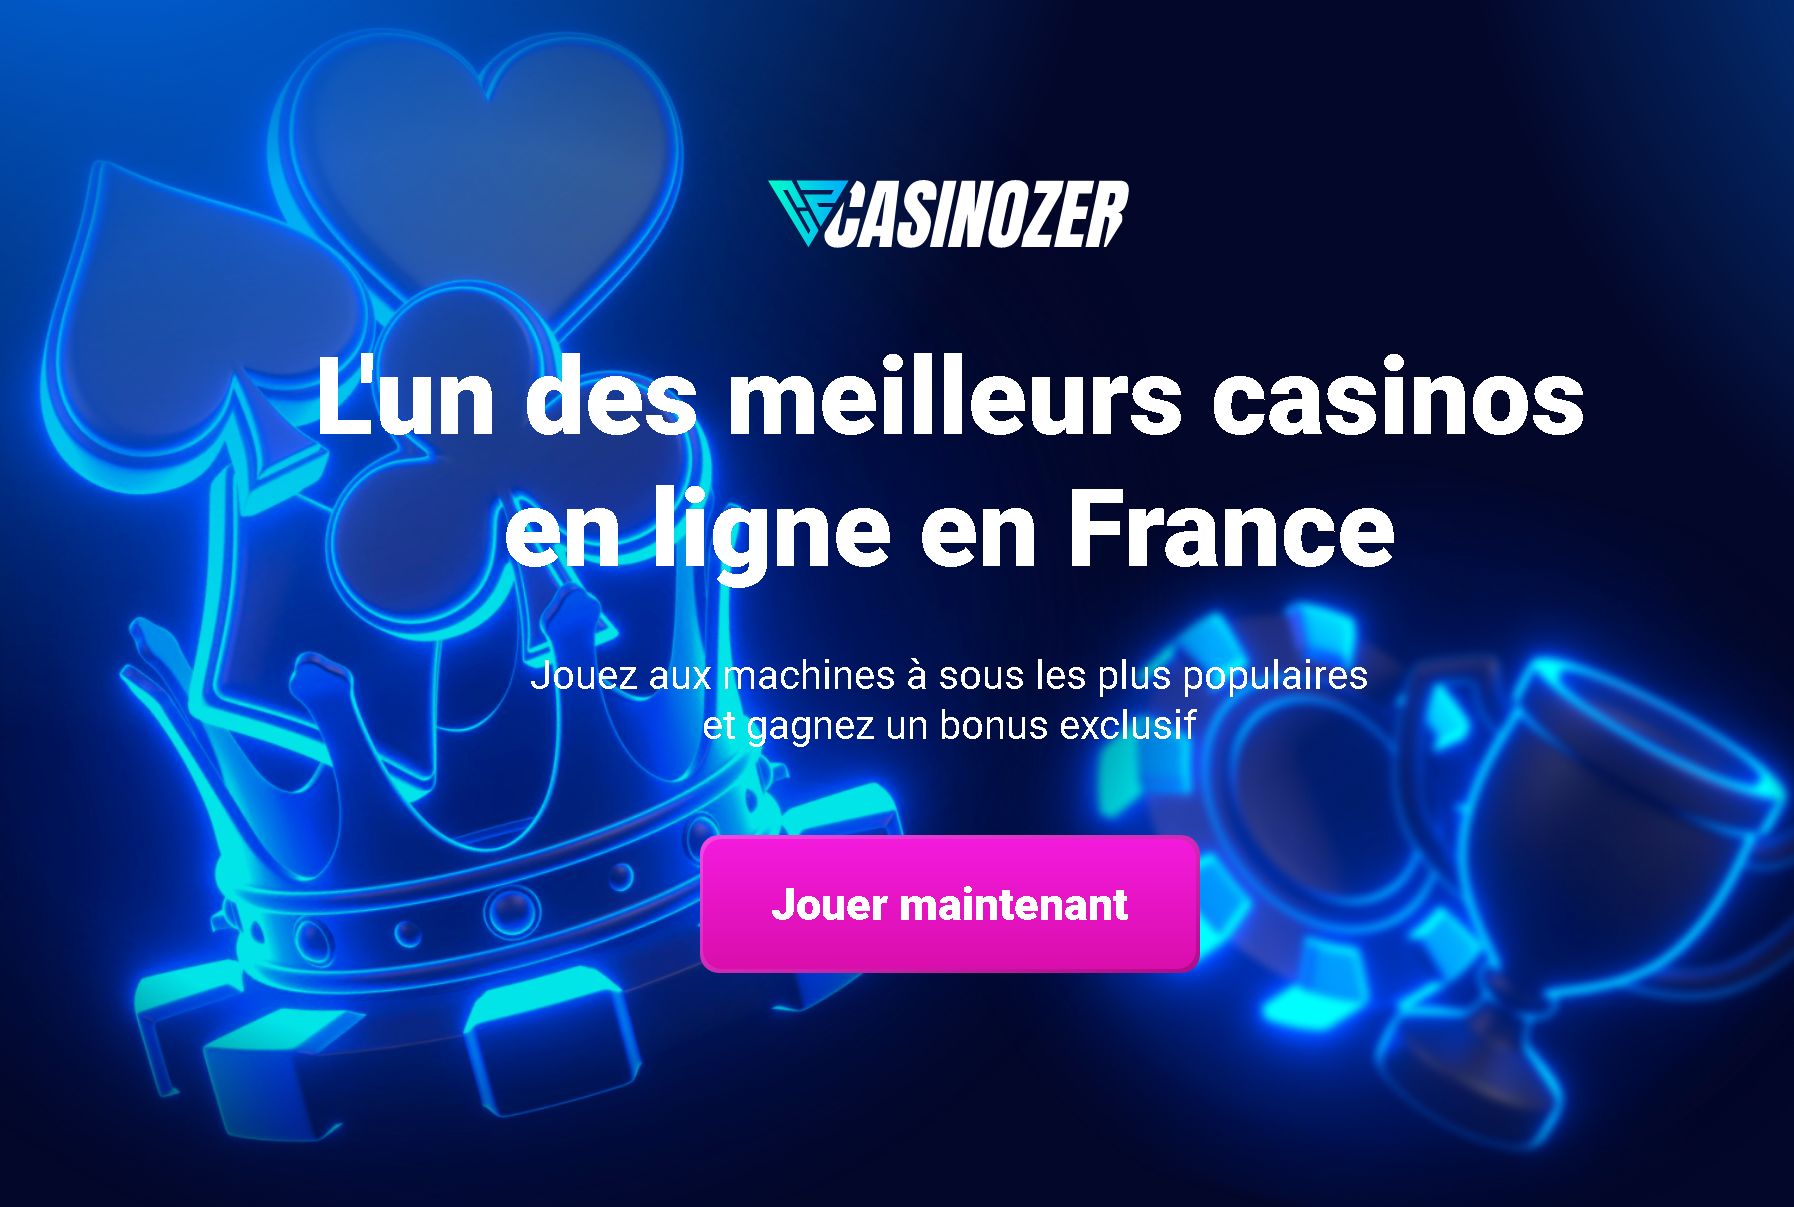 CASINOZER
L'un des meilleurs casinos
en ligne en France
Jouez aux machines à sous les plus populaires
et gagnez un bonus exclusif
Jouer maintenant